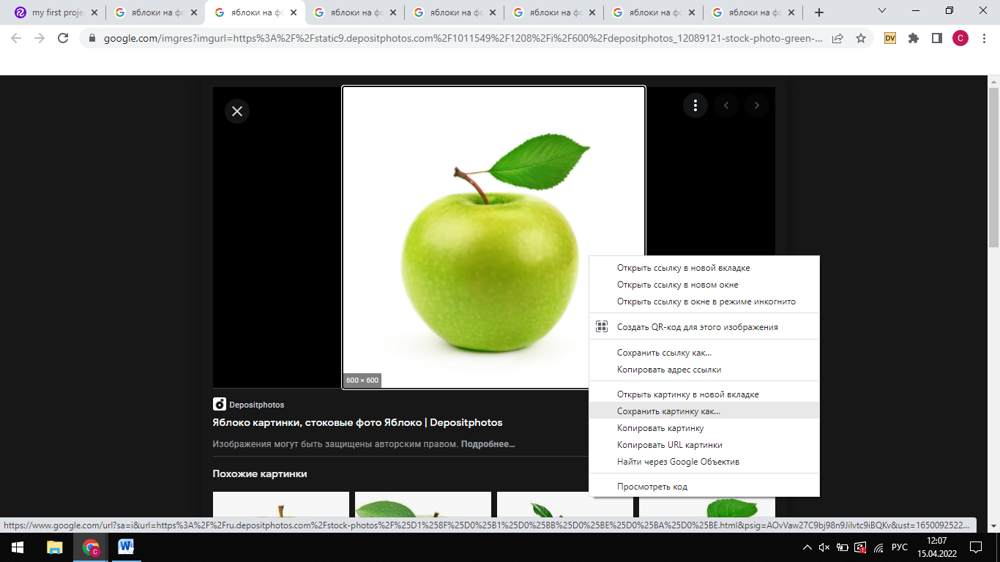 my first proje
яблоки на фо
яблоки на фо
яблоки на фо
яблоки на фо
яблоки на фо
яблоки на фо
яблоки на фо
google.com/imgres?imgurl=https%3A%2F%2Fstatic9.depositphotos.com%2F1011549%2F1208%2Fi%2F600%2Fdepositphotos_12089121-stock-photo-green-...
DV
C
600 × 600
Открыть ссылку в новой вкладке
Открыть ссылку в новом окне
Открыть ссылку в окне в режиме инкогнито
Создать QR-код для этого изображения
Сохранить ссылку как...
Копировать адрес ссылки
Открыть картинку в новой вкладке
Сохранить картинку как...
Копировать картинку
Копировать URL картинки
Найти через Google Объектив
Просмотреть код
Depositphotos
Яблоко картинки, стоковые фото Яблоко | Depositphotos
Изображения могут быть защищены авторским правом. Подробнее...
Похожие картинки
https://www.google.com/url?sa=i&url=https%3A%2F%2Fru.depositphotos.com%2Fstock-photos%2F%25D1%258F%25D0%25B1%25D0%25BB%25D0%25BE%25D0%25BA%25D0%25BE.html&psig=AOvVaw27C9bj98n9Jilvtc9iBQKv&ust=1650092522...
C
W
РУС
12:07
15.04.2022